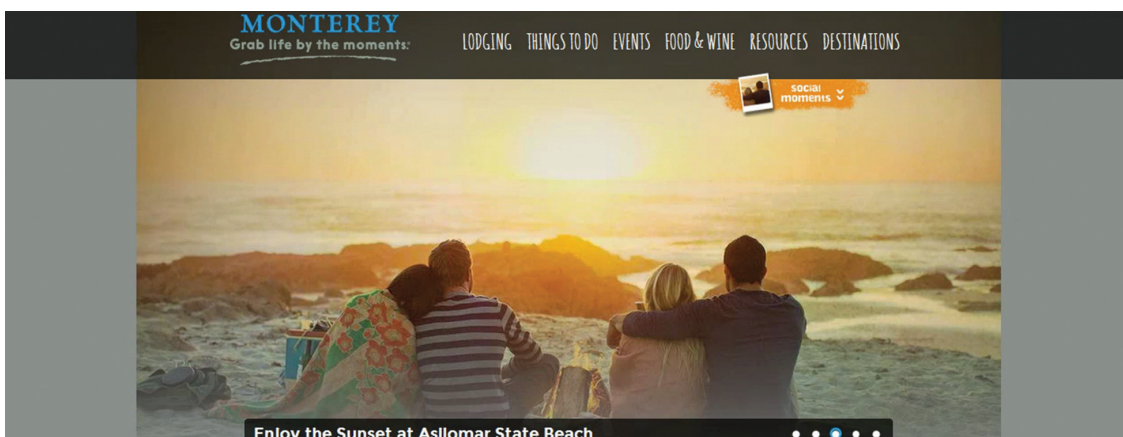 MONTEREY
Grab life by the moments.
LODGING THINGS TO DO EVENTS FOOD & WINE RESOURCES DESTINATIONS
social
moments
Enjoy the Sunset at Asilomar State Beach